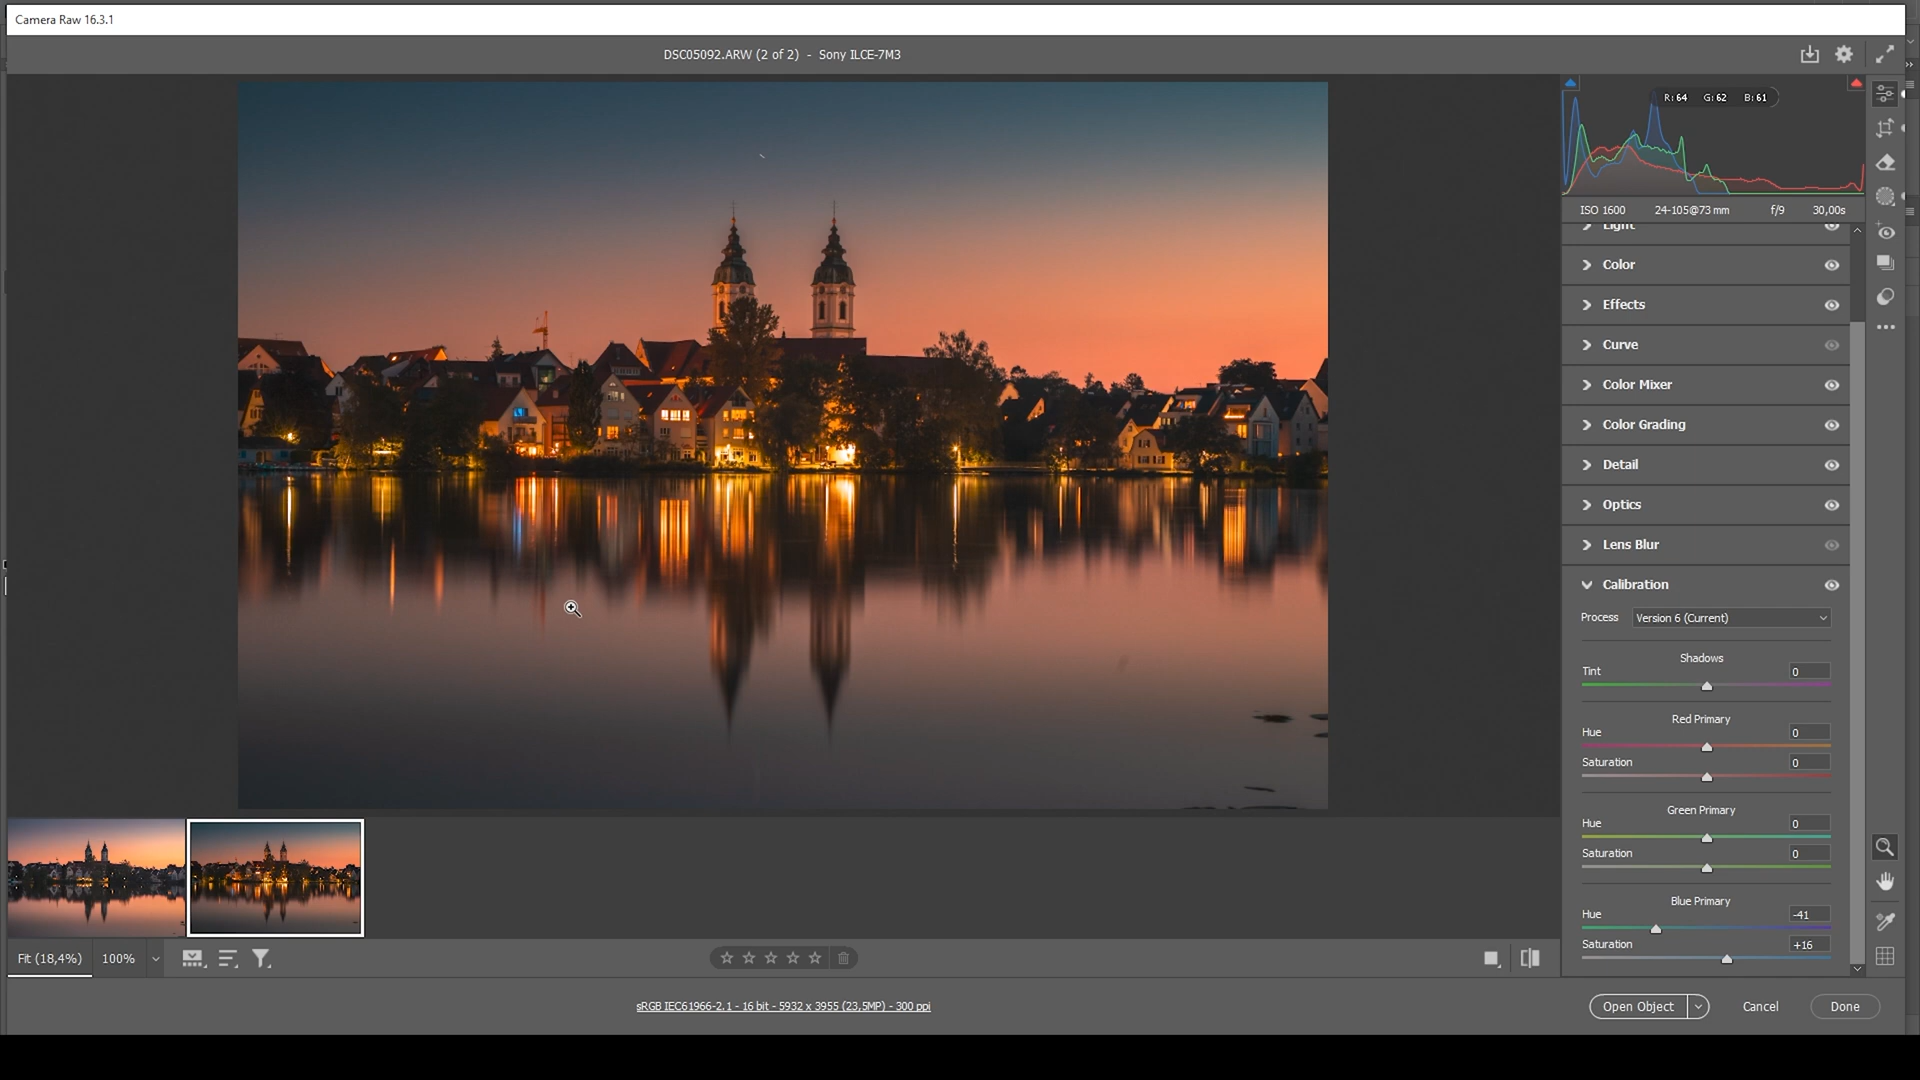 Camera Raw 16.3.1
DSC05092.ARW (2 of 2) - Sony ILCE-7M3
R: 64 G: 62 B: 61
ISO 1600 24-105@73 mm f/9 30,00s
Light
Color
Effects
Curve
Color Mixer
Color Grading
Detail
Optics
Lens Blur
Calibration
Process Version 6 (Current)
Shadows
Tint 0
Red Primary
Hue 0
Saturation 0
Green Primary
Hue 0
Saturation 0
Blue Primary
Hue -41
Saturation +16
Fit (18,4%) 100%
sRGB IEC61966-2.1 - 16 bit - 5932 x 3955 (23,5MP) - 300 ppi
Open Object Cancel Done